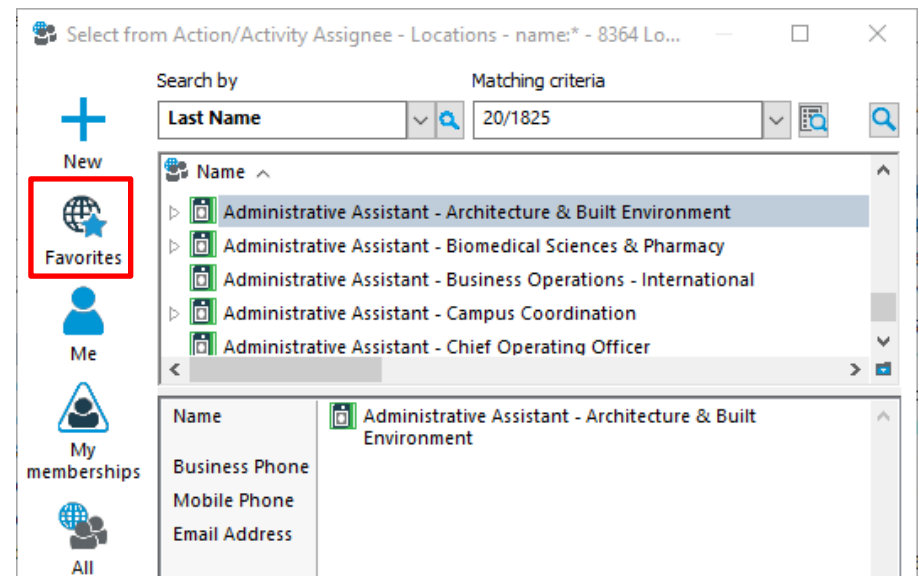 Select from Action/Activity Assignee - Locations - name:* - 8364 Lo...
Search by
Matching criteria
Last Name
20/1825
New
Name
Favorites
Administrative Assistant - Architecture & Built Environment
Administrative Assistant - Biomedical Sciences & Pharmacy
Administrative Assistant - Business Operations - International
Administrative Assistant - Campus Coordination
Administrative Assistant - Chief Operating Officer
Me
My
memberships
All
Name
Administrative Assistant - Architecture & Built
Environment
Business Phone
Mobile Phone
Email Address